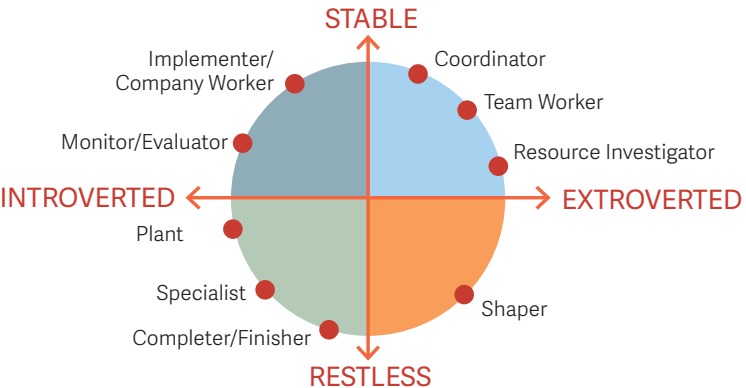 STABLE
Implementer/
Company Worker
Coordinator
Team Worker
Monitor/Evaluator
Resource Investigator
INTROVERTED
EXTROVERTED
Plant
Specialist
Shaper
Completer/Finisher
RESTLESS